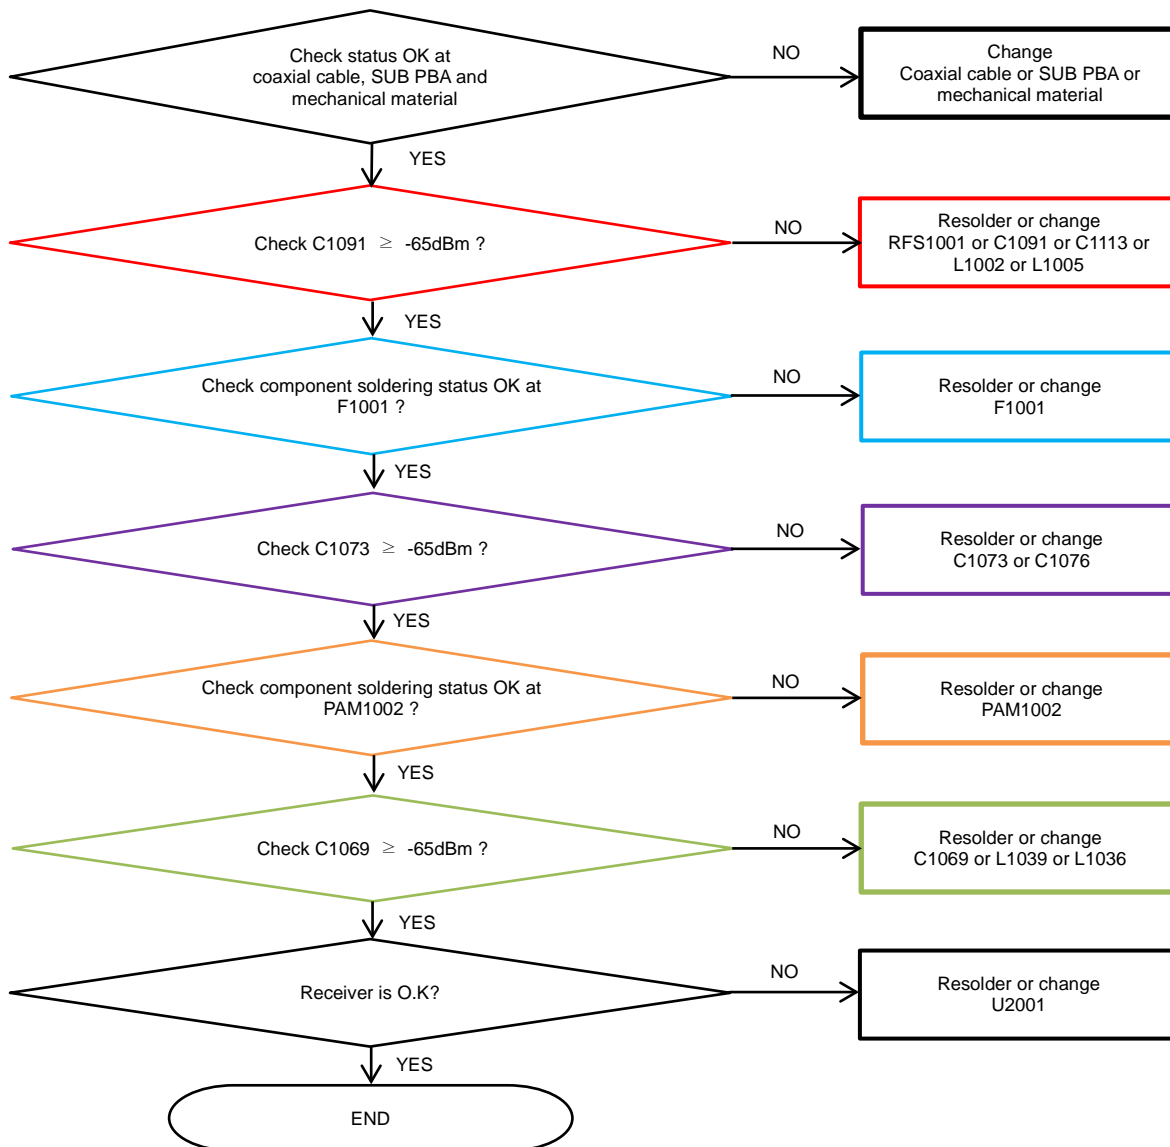 Check status OK at
coaxial cable, SUB PBA and
mechanical material
NO
Change
Coaxial cable or SUB PBA or
mechanical material
YES
Check C1091 ≥ -65dBm ?
NO
Resolder or change
RFS1001 or C1091 or C1113 or
L1002 or L1005
YES
Check component soldering status OK at
F1001 ?
NO
Resolder or change
F1001
YES
Check C1073 ≥ -65dBm ?
NO
Resolder or change
C1073 or C1076
YES
Check component soldering status OK at
PAM1002 ?
NO
Resolder or change
PAM1002
YES
Check C1069 ≥ -65dBm ?
NO
Resolder or change
C1069 or L1039 or L1036
YES
Receiver is O.K?
NO
Resolder or change
U2001
YES
END